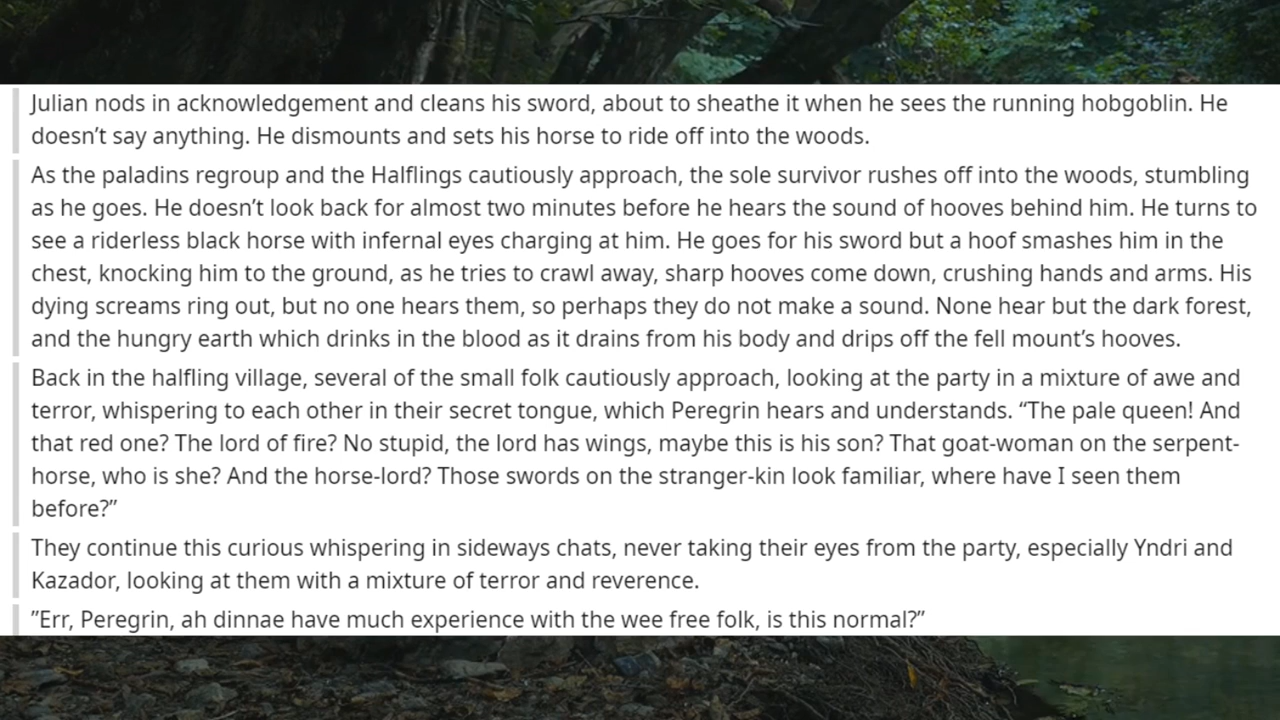 Julian nods in acknowledgement and cleans his sword, about to sheathe it when he sees the running hobgoblin. He
doesn’t say anything. He dismounts and sets his horse to ride off into the woods.
As the paladins regroup and the Halflings cautiously approach, the sole survivor rushes off into the woods, stumbling
as he goes. He doesn’t look back for almost two minutes before he hears the sound of hooves behind him. He turns to
see a riderless black horse with infernal eyes charging at him. He goes for his sword but a hoof smashes him in the
chest, knocking him to the ground, as he tries to crawl away, sharp hooves come down, crushing hands and arms. His
dying screams ring out, but no one hears them, so perhaps they do not make a sound. None hear but the dark forest,
and the hungry earth which drinks in the blood as it drains from his body and drips off the fell mount’s hooves.
Back in the halfling village, several of the small folk cautiously approach, looking at the party in a mixture of awe and
terror, whispering to each other in their secret tongue, which Peregrin hears and understands. “The pale queen! And
that red one? The lord of fire? No stupid, the lord has wings, maybe this is his son? That goat-woman on the serpent-
horse, who is she? And the horse-lord? Those swords on the stranger-kin look familiar, where have I seen them
before?”
They continue this curious whispering in sideways chats, never taking their eyes from the party, especially Yndri and
Kazador, looking at them with a mixture of terror and reverence.
”Err, Peregrin, ah dinnae have much experience with the wee free folk, is this normal?”